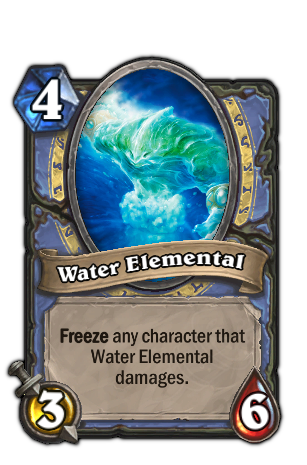 4
Water Elemental
Freeze any character that
Water Elemental
damages.
3
6